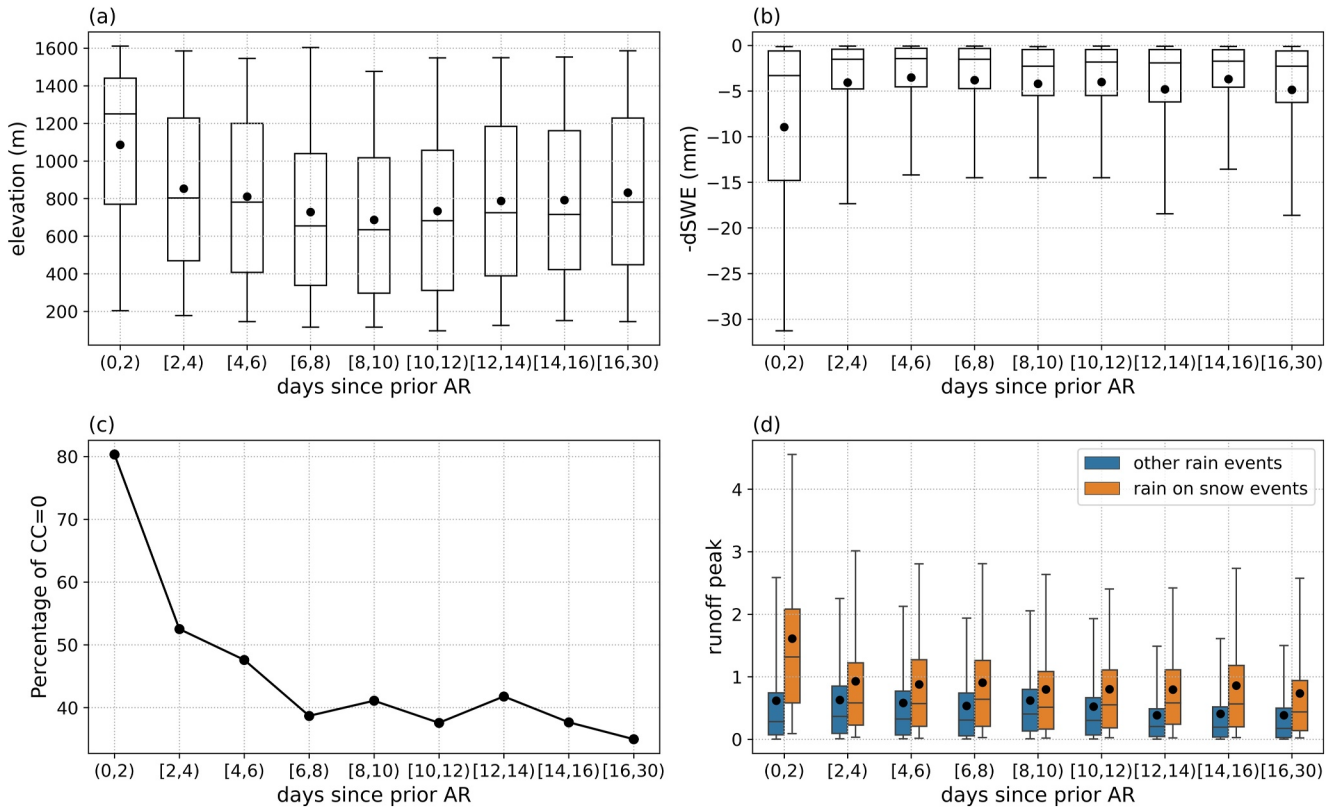 (a)
1600
1400
1200
1000
800
600
400
200
elevation (m)
(0,2) [2,4) [4,6) [6,8) [8,10) [10,12) [12,14) [14,16) [16,30)
days since prior AR
(b)
0
−5
−10
−15
−20
−25
−30
-dSWE (mm)
(0,2) [2,4) [4,6) [6,8) [8,10) [10,12) [12,14) [14,16) [16,30)
days since prior AR
(c)
80
70
60
50
40
Percentage of CC=0
(0,2) [2,4) [4,6) [6,8) [8,10) [10,12) [12,14) [14,16) [16,30)
days since prior AR
(d)
other rain events
rain on snow events
4
3
2
1
0
runoff peak
(0,2) [2,4) [4,6) [6,8) [8,10) [10,12) [12,14) [14,16) [16,30)
days since prior AR